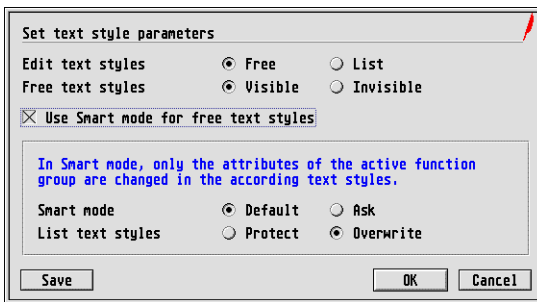 Set text style parameters
Edit text styles Free List
Free text styles Visible Invisible
Use Smart mode for free text styles
In Smart mode, only the attributes of the active function
group are changed in the according text styles.
Smart mode Default Ask
List text styles Protect Overwrite
Save OK Cancel